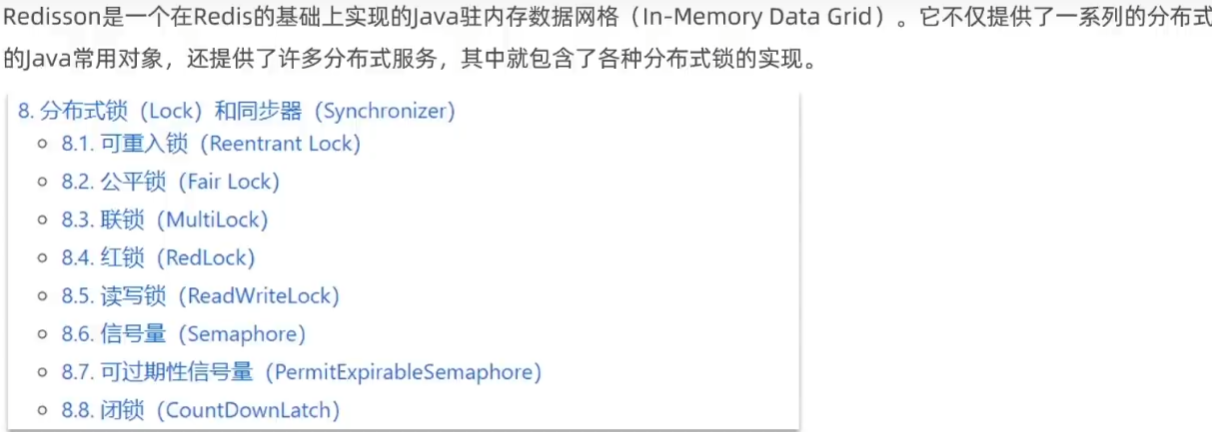 Redisson是一个在Redis的基础上实现的Java驻内存数据网格（In-Memory Data Grid）。它不仅提供了一系列的分布式
的Java常用对象，还提供了许多分布式服务，其中就包含了各种分布式锁的实现。
8. 分布式锁（Lock）和同步器（Synchronizer）
8.1. 可重入锁（Reentrant Lock）
8.2. 公平锁（Fair Lock）
8.3. 联锁（MultiLock）
8.4. 红锁（RedLock）
8.5. 读写锁（ReadWriteLock）
8.6. 信号量（Semaphore）
8.7. 可过期性信号量（PermitExpirableSemaphore）
8.8. 闭锁（CountDownLatch）